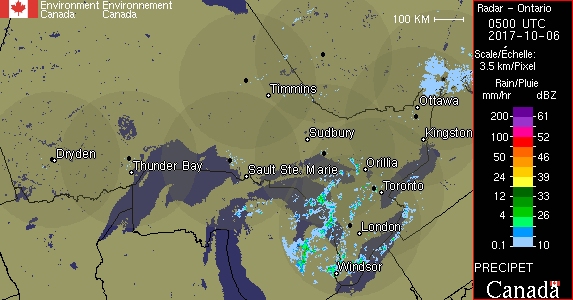 Environment Environnement
Canada Canada
100 KM
Timmins
Ottawa
Sudbury
Kingston
Dryden
Thunder Bay
Sault Ste. Marie
Orillia
Toronto
London
Windsor
Radar - Ontario
0500 UTC
2017-10-06
Scale/Échelle:
3.5 km/Pixel
Rain/Pluie
mm/hr dBZ
200 61
100 52
50 46
24 39
12 33
4 26
0.1 10
PRECIPET
Canada